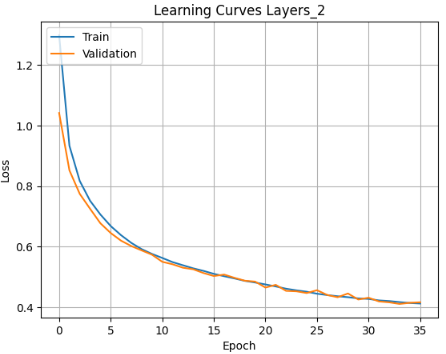 Learning Curves Layers_2
Train
Validation
Loss
1.2
1.0
0.8
0.6
0.4
0 5 10 15 20 25 30 35
Epoch